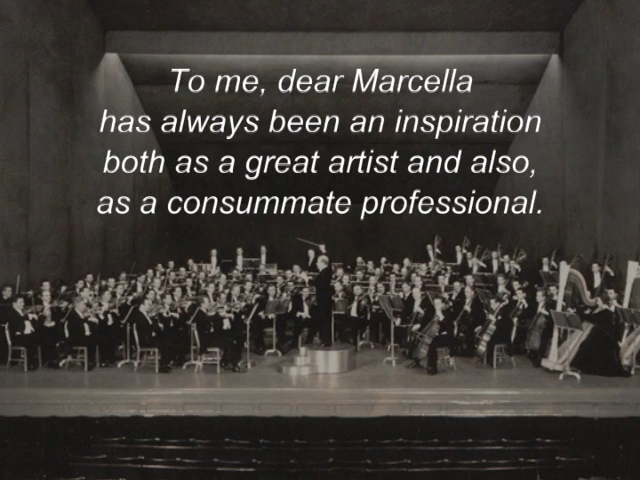 To me, dear Marcella
has always been an inspiration
both as a great artist and also,
as a consummate professional.